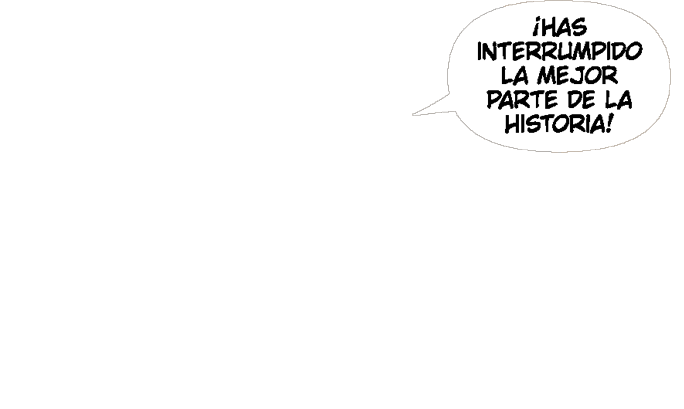 ¡HAS
INTERRUMPIDO
LA MEJOR
PARTE DE LA
HISTORIA!